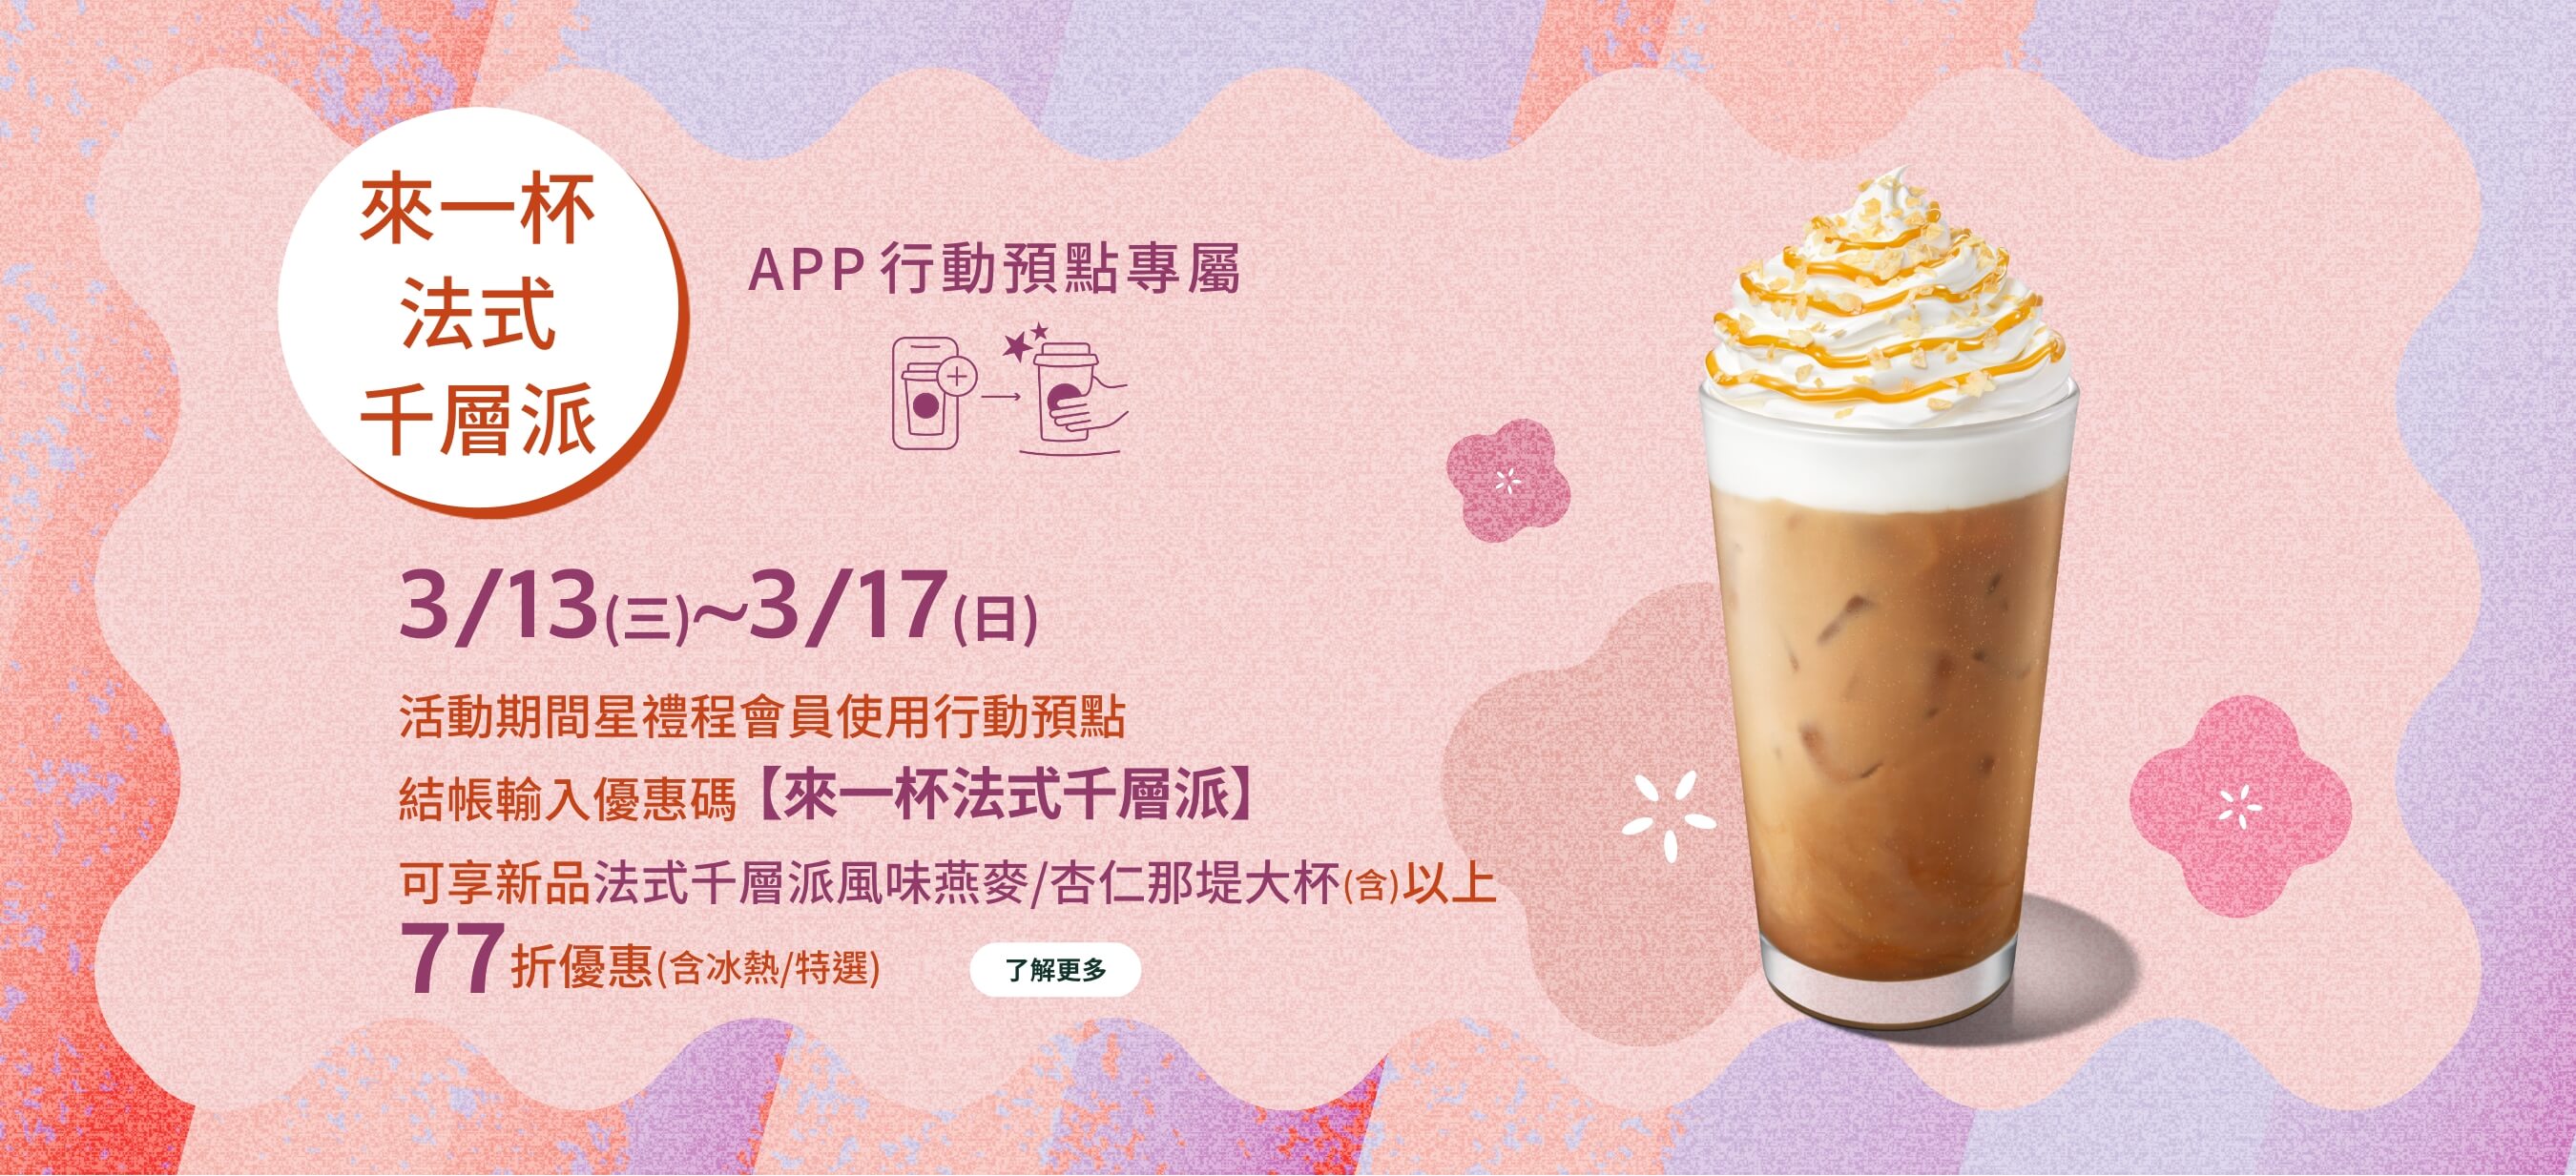 來一杯
法式
千層派
APP 行動預點專屬
3/13(三)~3/17(日)
活動期間星禮程會員使用行動預點
結帳輸入優惠碼【來一杯法式千層派】
可享新品法式千層派風味燕麥/杏仁那堤大杯(含)以上
77折優惠(含冰熱/特選)
了解更多